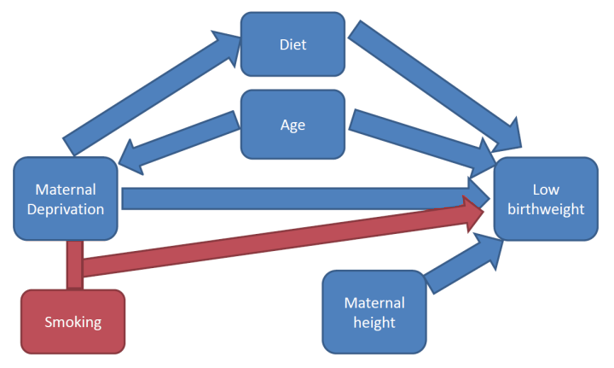 Diet
Age
Maternal
Deprivation
Low
birthweight
Smoking
Maternal
height